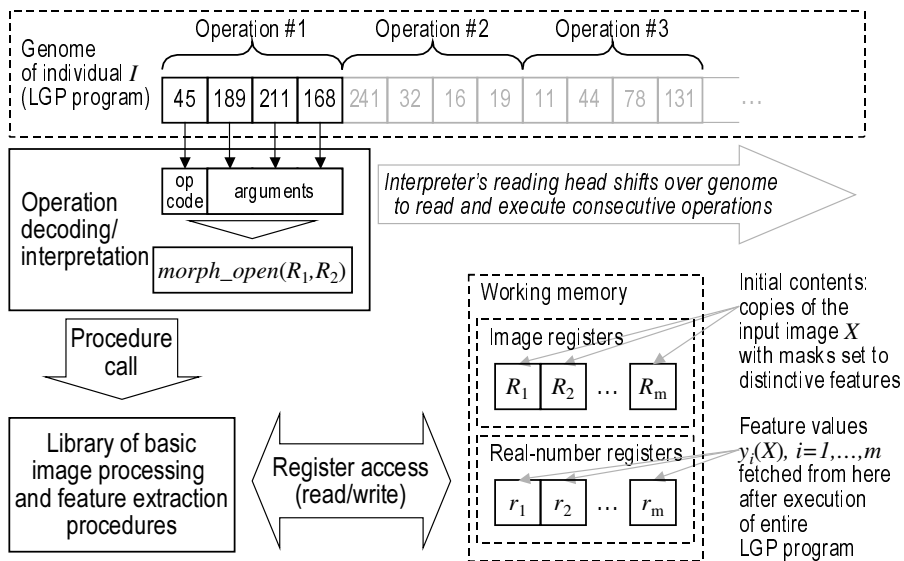 Operation #1 Operation #2 Operation #3
Genome
of individual I
(LGP program)
45 189 211 168 241 32 16 19 11 44 78 131 ...
op
code
arguments
Operation
decoding/
interpretation
morph_open(R1,R2)
Interpreter's reading head shifts over genome
to read and execute consecutive operations
Procedure
call
Working memory
Image registers
R1 R2 ... Rm
Initial contents:
copies of the
input image X
with masks set to
distinctive features
Library of basic
image processing
and feature extraction
procedures
Register access
(read/write)
Real-number registers
r1 r2 ... rm
Feature values
yi(X), i=1,...,m
fetched from here
after execution
of entire
LGP program